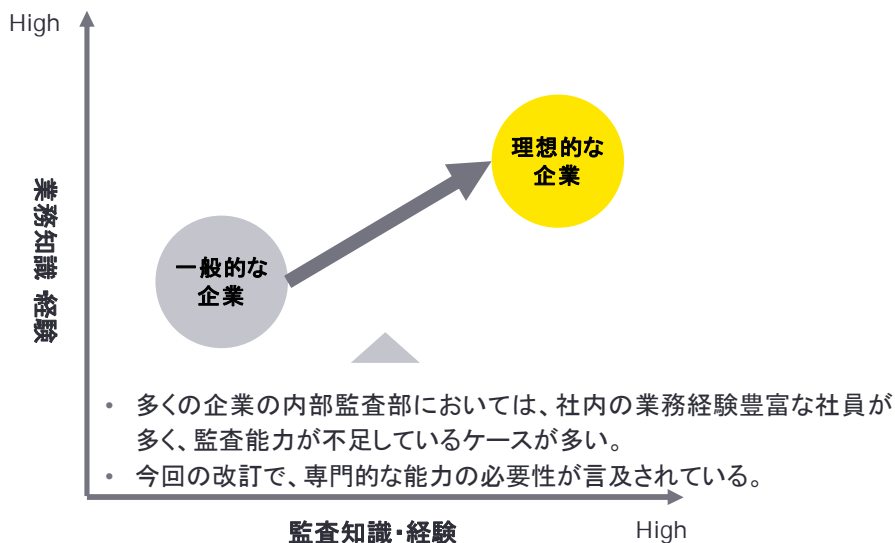 High
理想的な
企業
業務知識・経験
一般的な
企業
• 多くの企業の内部監査部においては、社内の業務経験豊富な社員が
多く、監査能力が不足しているケースが多い。
• 今回の改訂で、専門的な能力の必要性が言及されている。
監査知識・経験
High